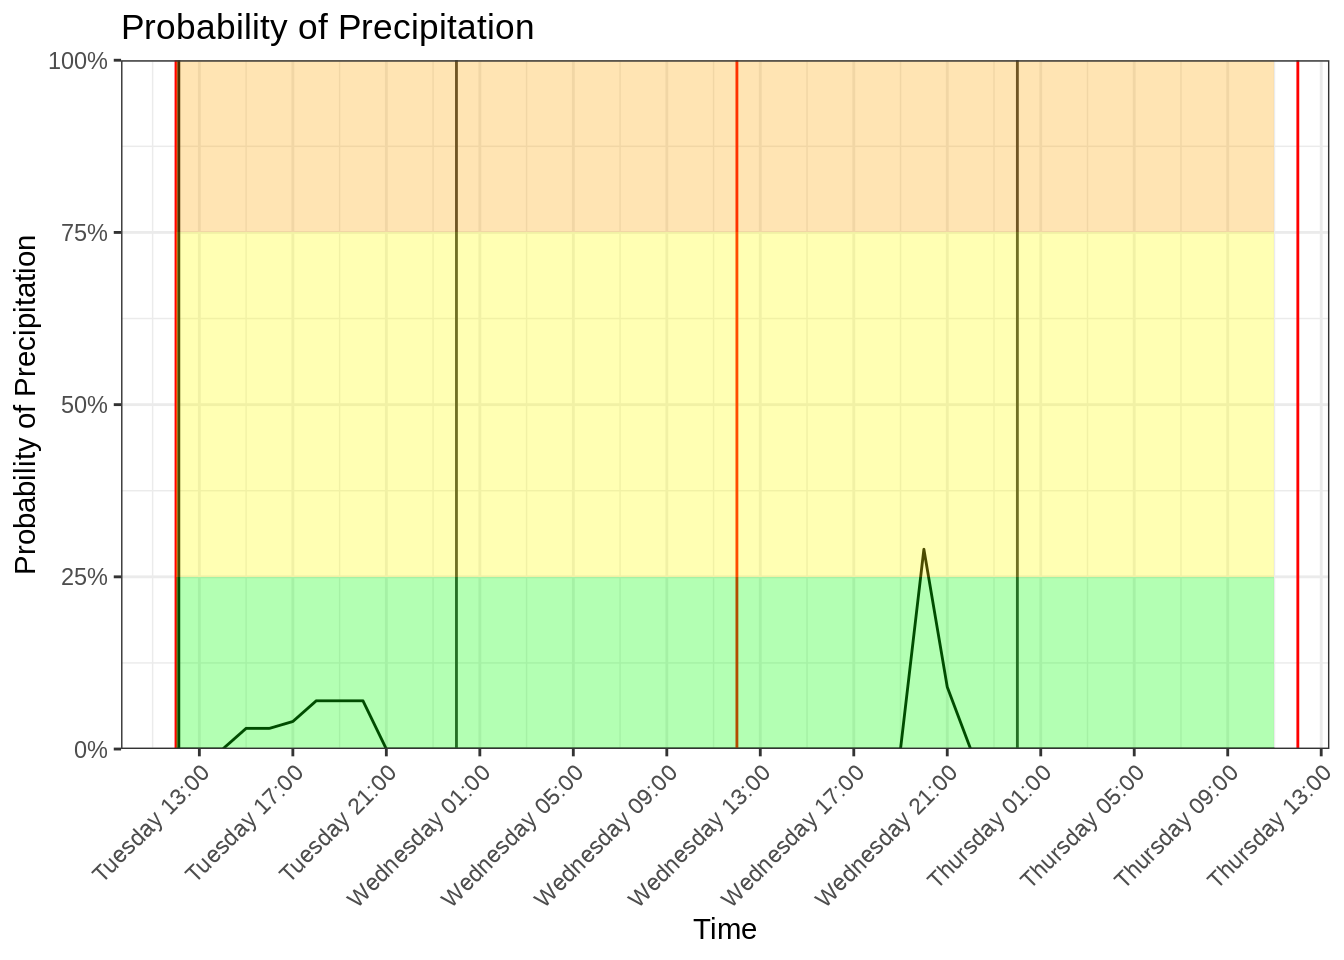 Probability of Precipitation
Probability of Precipitation
100%
75%
50%
25%
0%
Tuesday 13:00
Tuesday 17:00
Tuesday 21:00
Wednesday 01:00
Wednesday 05:00
Wednesday 09:00
Wednesday 13:00
Wednesday 17:00
Wednesday 21:00
Thursday 01:00
Thursday 05:00
Thursday 09:00
Thursday 13:00
Time